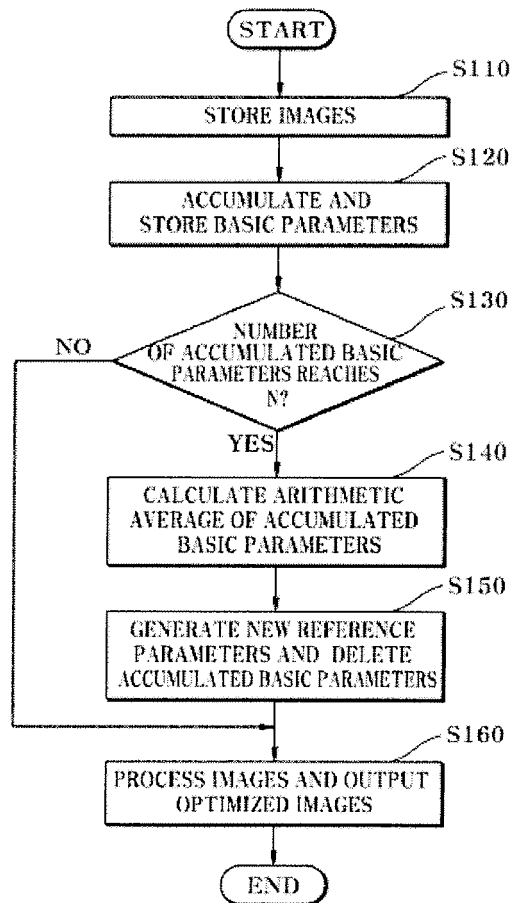 START
S110
STORE IMAGES
S120
ACCUMULATE AND
STORE BASIC PARAMETERS
S130
NUMBER
OF ACCUMULATED BASIC
PARAMETERS REACHES
N?
NO
YES
S140
CALCULATE ARITHMETIC
AVERAGE OF ACCUMULATED
BASIC PARAMETERS
S150
GENERATE NEW REFERENCE
PARAMETERS AND DELETE
ACCUMULATED BASIC PARAMETERS
S160
PROCESS IMAGES AND OUTPUT
OPTIMIZED IMAGES
END